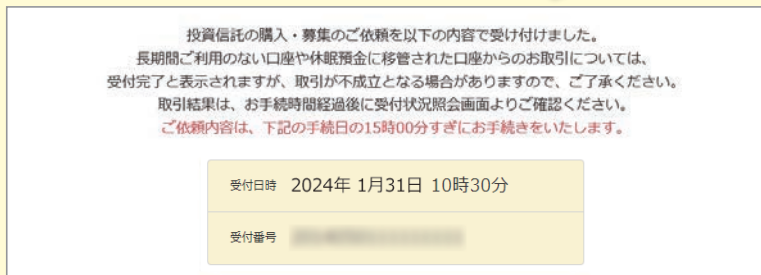 投資信託の購入・募集のご依頼を以下の内容で受け付けました。
長期間ご利用のない口座や休眠預金に移管された口座からのお取引については、
受付完了と表示されますが、取引が不成立となる場合がありますので、ご了承ください。
取引結果は、お手続時間経過後に受付状況照会画面よりご確認ください。
ご依頼内容は、下記の手続日の15時00分すぎにお手続きをいたします。
受付日時 2024年 1月31日 10時30分
受付番号